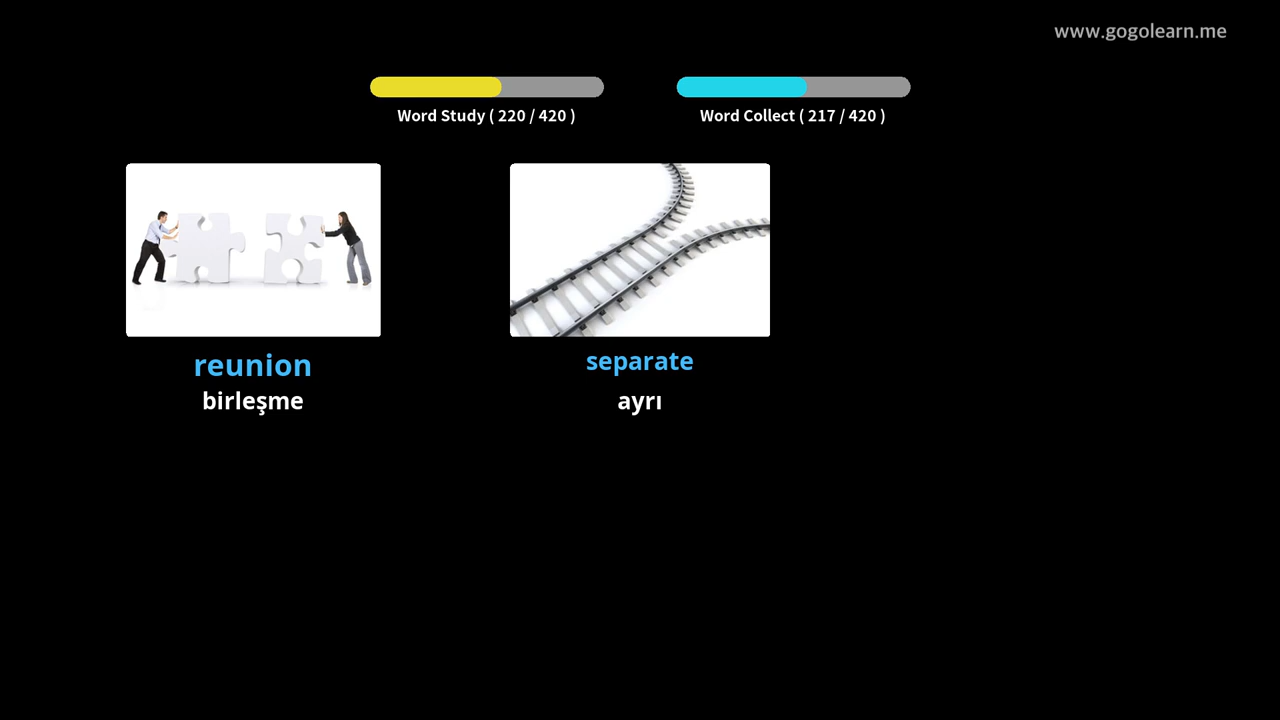 www.gogolearn.me
Word Study ( 220 / 420 )
Word Collect ( 217 / 420 )
reunion
birleşme
separate
ayrı